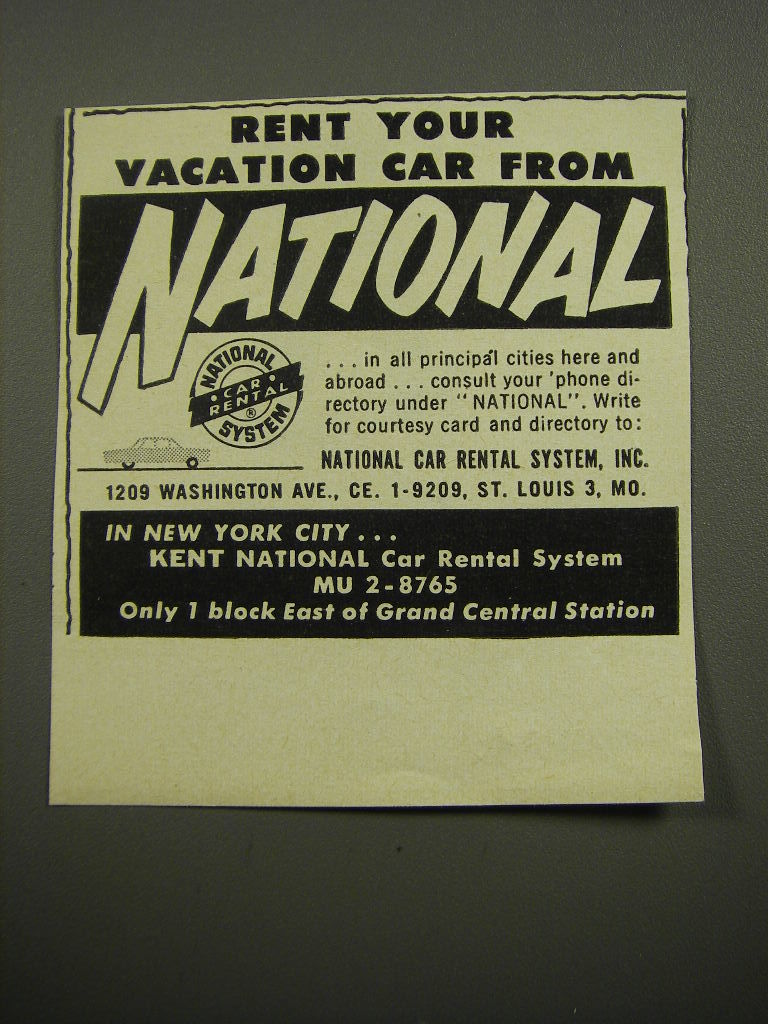 RENT YOUR
VACATION CAR FROM
NATIONAL
NATIONAL
CAR
RENTAL
®
SYSTEM
... in all principal cities here and
abroad ... consult your 'phone di-
rectory under "NATIONAL". Write
for courtesy card and directory to:
NATIONAL CAR RENTAL SYSTEM, INC.
1209 WASHINGTON AVE., CE. 1-9209, ST. LOUIS 3, MO.
IN NEW YORK CITY ...
KENT NATIONAL Car Rental System
MU 2-8765
Only 1 block East of Grand Central Station